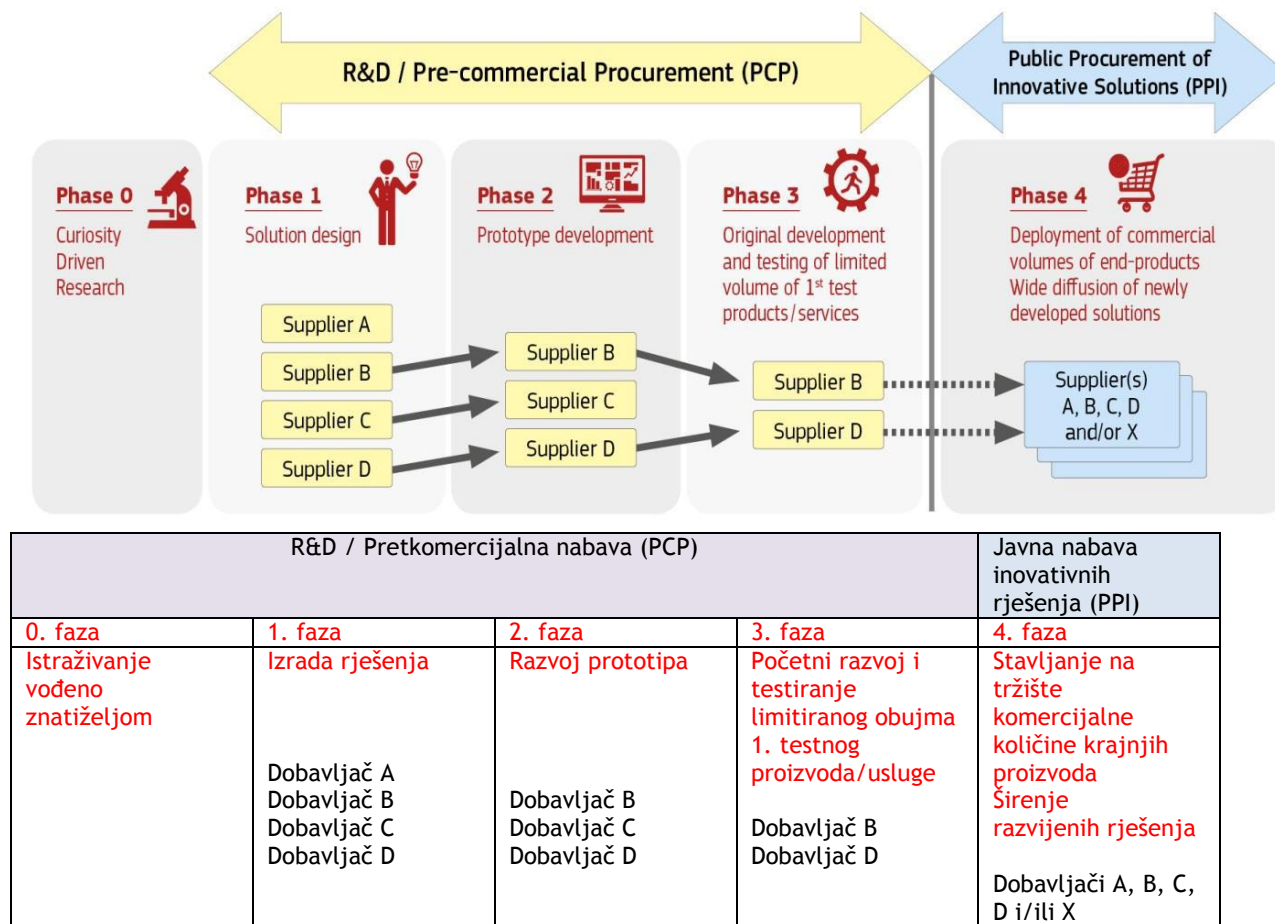 R&D / Pre-commercial Procurement (PCP)
Public Procurement of
Innovative Solutions (PPI)
Phase 0
Curiosity
Driven
Research
Phase 1
Solution design
Supplier A
Supplier B
Supplier C
Supplier D
Phase 2
Prototype development
Supplier B
Supplier C
Supplier D
Phase 3
Original development
and testing of limited
volume of 1st test
products/services
Supplier B
Supplier D
Phase 4
Deployment of commercial
volumes of end-products
Wide diffusion of newly
developed solutions
Supplier(s)
A, B, C, D
and/or X
R&D / Pretkomercijalna nabava (PCP)
Javna nabava
inovativnih
rješenja (PPI)
0. faza
1. faza
2. faza
3. faza
4. faza
Istraživanje
vođeno
znatiželjom
Izrada rješenja
Dobavljač A
Dobavljač B
Dobavljač C
Dobavljač D
Razvoj prototipa
Dobavljač B
Dobavljač C
Dobavljač D
Početni razvoj i
testiranje
limitiranog obujma
1. testnog
proizvoda/usluge
Dobavljač B
Dobavljač D
Stavljanje na
tržište
komercijalne
količine krajnjih
proizvoda
Širenje
razvijenih rješenja
Dobavljači A, B, C,
D i/ili X